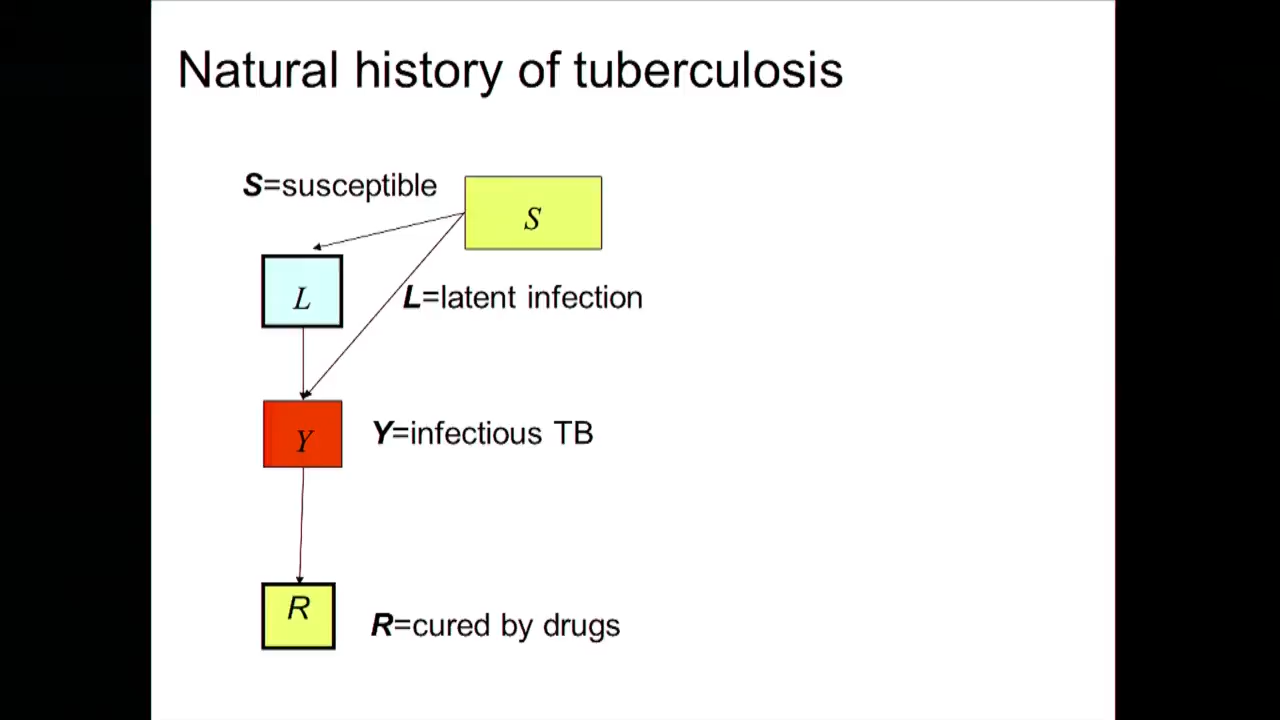 Natural history of tuberculosis
S=susceptible
S
L
L=latent infection
Y
Y=infectious TB
R
R=cured by drugs